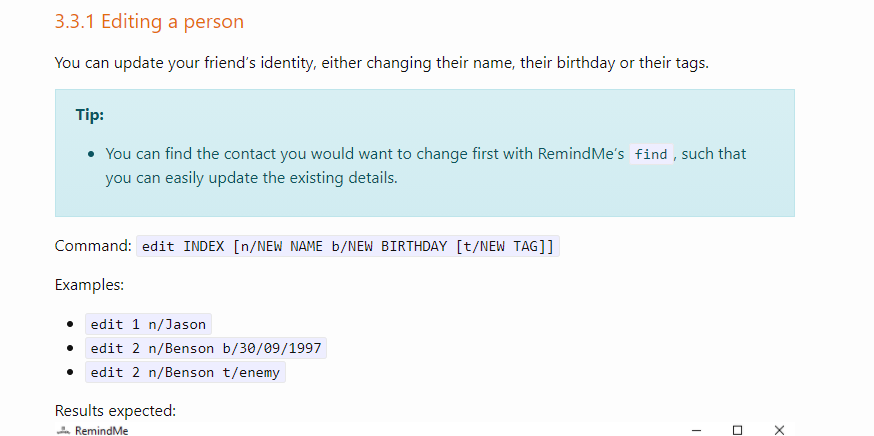 3.3.1 Editing a person
You can update your friend's identity, either changing their name, their birthday or their tags.
Tip:
• You can find the contact you would want to change first with RemindMe's find, such that
you can easily update the existing details.
Command: edit INDEX [n/NEW NAME b/NEW BIRTHDAY [t/NEW TAG]]
Examples:
• edit 1 n/Jason
• edit 2 n/Benson b/30/09/1997
• edit 2 n/Benson t/enemy
Results expected:
RemindMe